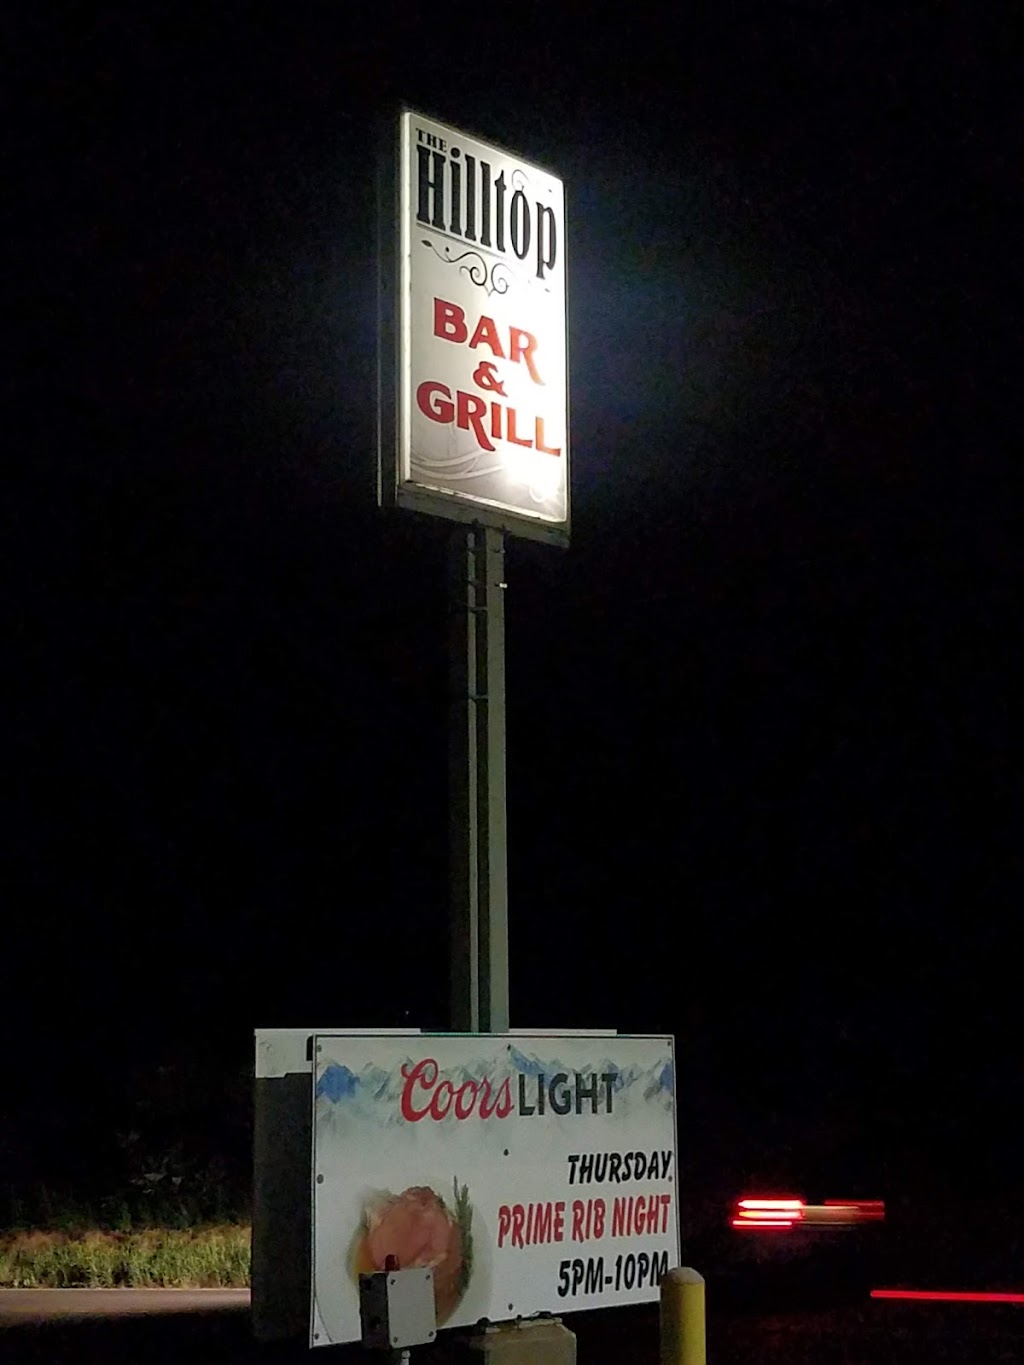 THE
Hilltop
BAR
&
GRILL
Coors LIGHT
THURSDAY
PRIME RIB NIGHT
5PM-10PM